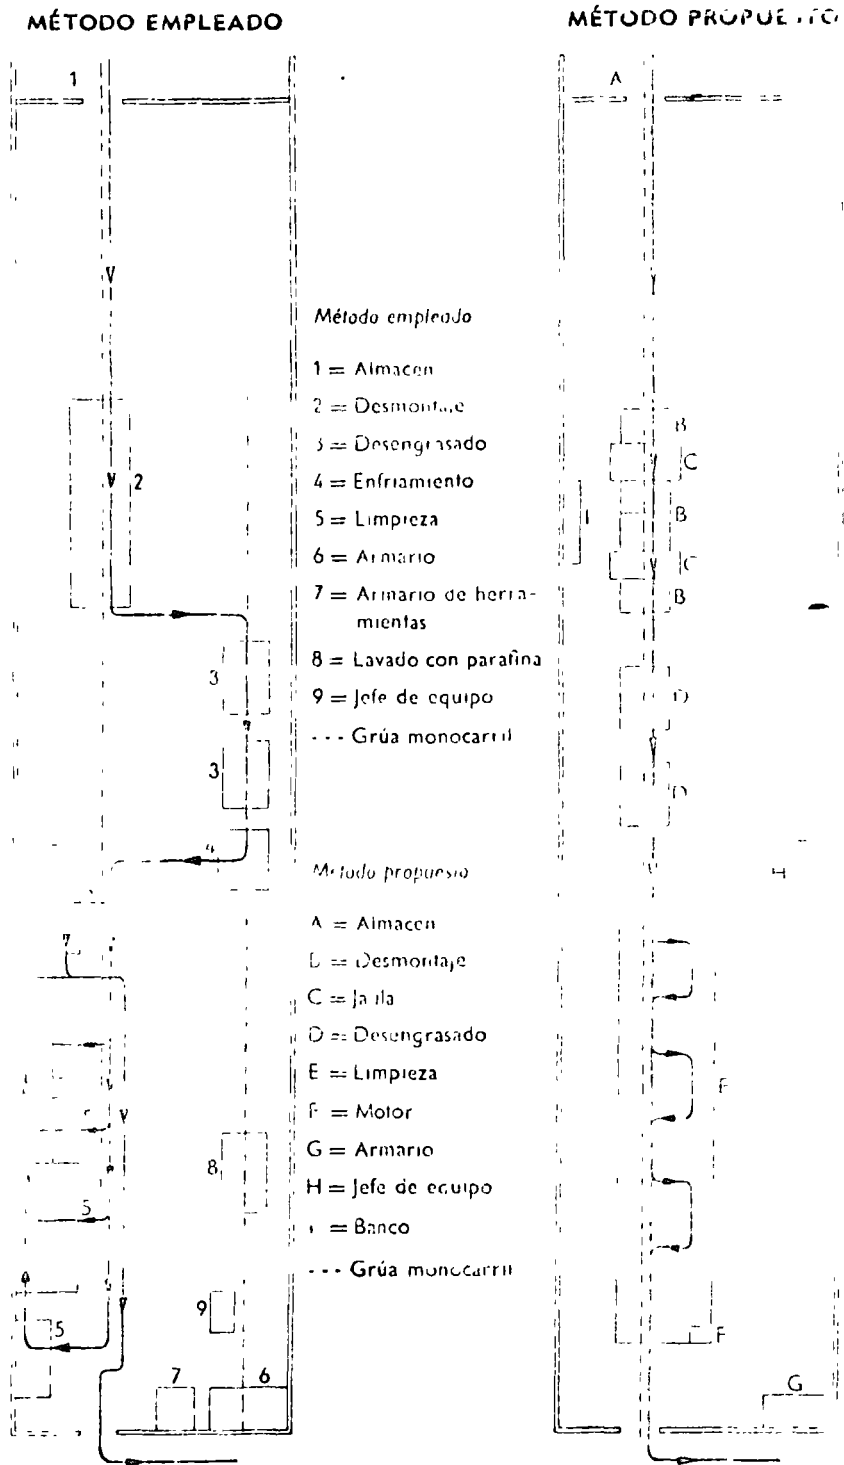 MÉTODO EMPLEADO
MÉTODO PROPUESTO
1
A
2
3
3
4
7
5
5
5
8
9
7
6
Método empleado
1 = Almacen
2 = Desmontaje
3 = Desengrasado
4 = Enfriamiento
5 = Limpieza
6 = Armario
7 = Armario de herra-
mientas
8 = Lavado con parafina
9 = Jefe de equipo
--- Grúa monocarril
Método propuesto
A = Almacen
B = Desmontaje
C = Jaula
D = Desengrasado
E = Limpieza
F = Motor
G = Armario
H = Jefe de equipo
= Banco
--- Grúa monocarril
B
C
B
C
B
I
D
D
H
F
G